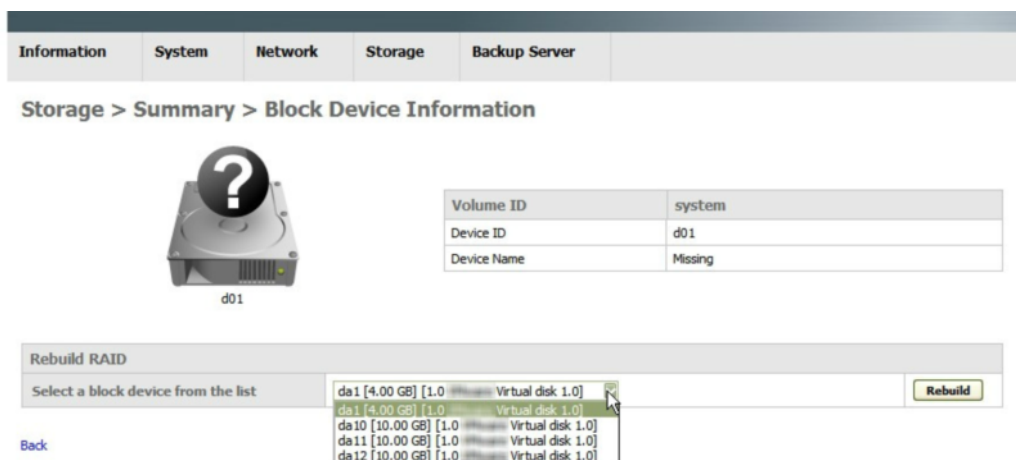 Information System Network Storage Backup Server
Storage > Summary > Block Device Information
?
d01
Volume ID system
Device ID d01
Device Name Missing
Rebuild RAID
Select a block device from the list da1 [4.00 GB] [1.0 Virtual disk 1.0] Rebuild
da1 [4.00 GB] [1.0 Virtual disk 1.0]
da10 [10.00 GB] [1.0 Virtual disk 1.0]
da11 [10.00 GB] [1.0 Virtual disk 1.0]
da12 [10.00 GB] [1.0 Virtual disk 1.0]
Back